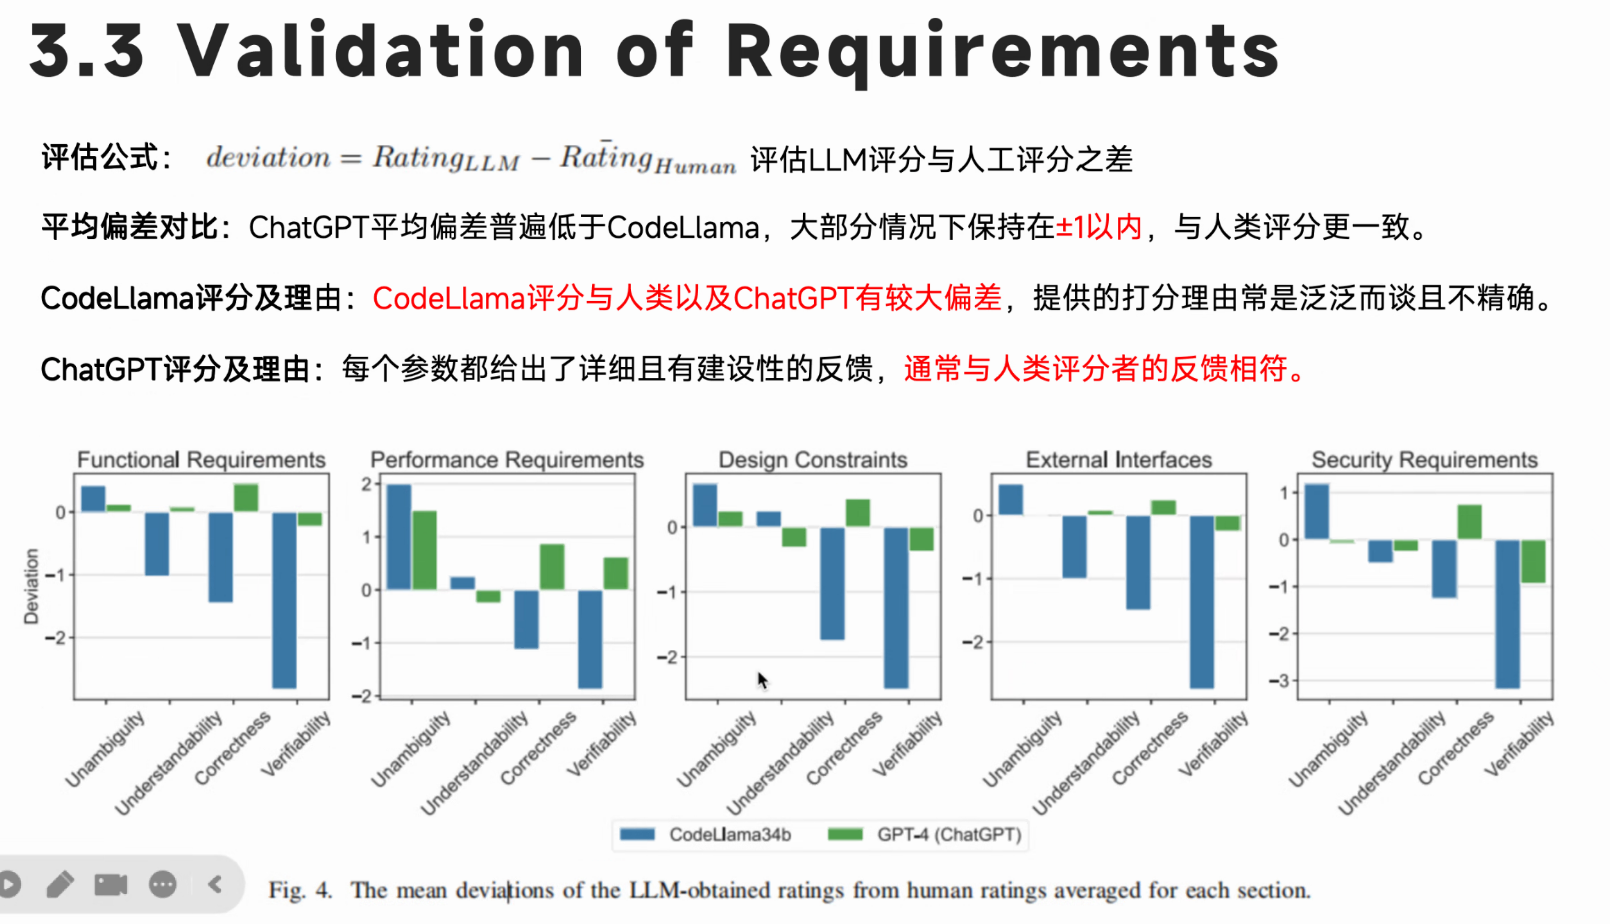 3.3 Validation of Requirements
评估公式： deviation = Rating_LLM − Ratinḡ_Human 评估LLM评分与人工评分之差
平均偏差对比：ChatGPT平均偏差普遍低于CodeLlama，大部分情况下保持在±1以内，与人类评分更一致。
CodeLlama评分及理由：CodeLlama评分与人类以及ChatGPT有较大偏差，提供的打分理由常是泛泛而谈且不精确。
ChatGPT评分及理由：每个参数都给出了详细且有建设性的反馈，通常与人类评分者的反馈相符。
Functional Requirements
Deviation
0
−1
−2
Unambiguity
Understandability
Correctness
Verifiability
Performance Requirements
2
1
0
−1
−2
Unambiguity
Understandability
Correctness
Verifiability
Design Constraints
0
−1
−2
Unambiguity
Understandability
Correctness
Verifiability
External Interfaces
0
−1
−2
Unambiguity
Understandability
Correctness
Verifiability
Security Requirements
1
0
−1
−2
−3
Unambiguity
Understandability
Correctness
Verifiability
CodeLlama34b GPT-4 (ChatGPT)
Fig. 4. The mean deviations of the LLM-obtained ratings from human ratings averaged for each section.